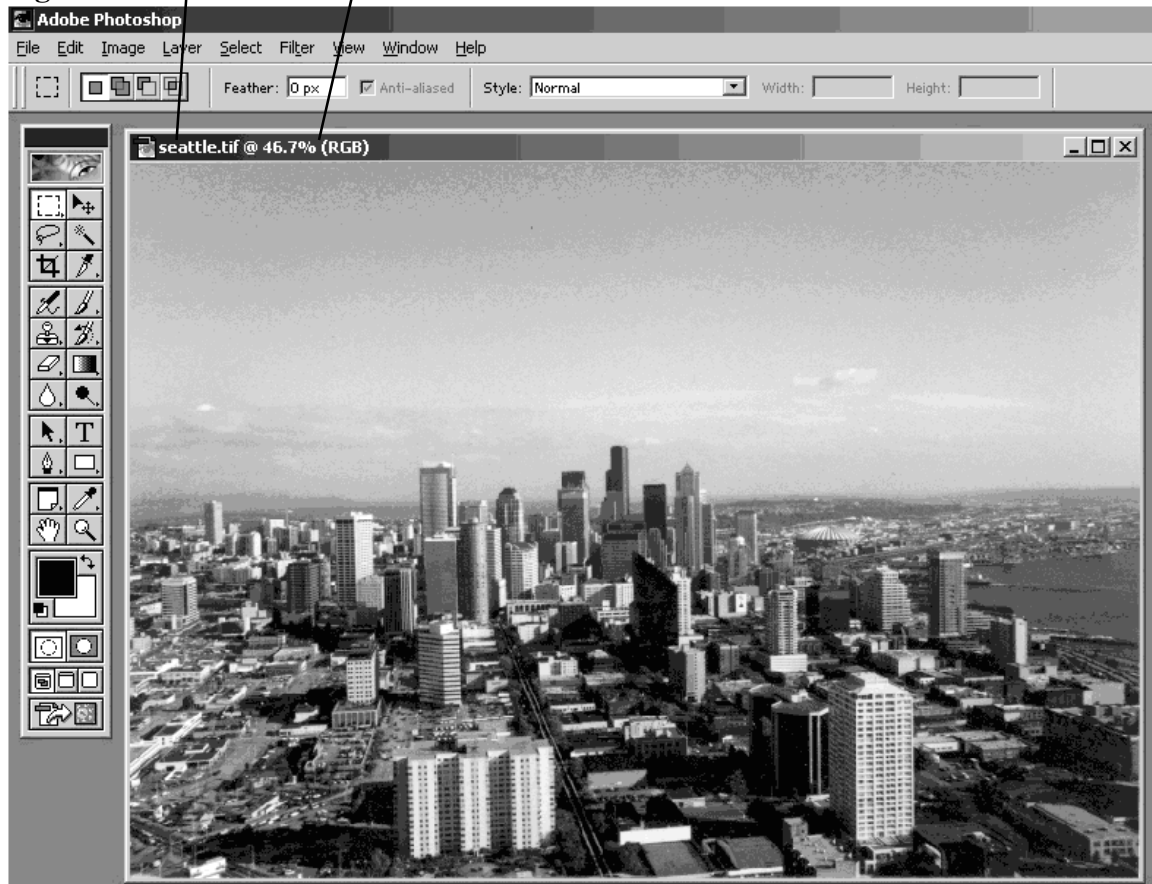 Adobe Photoshop
File Edit Image Layer Select Filter View Window Help
Feather: 0 px Anti-aliased Style: Normal Width: Height:
seattle.tif @ 46.7% (RGB)
T